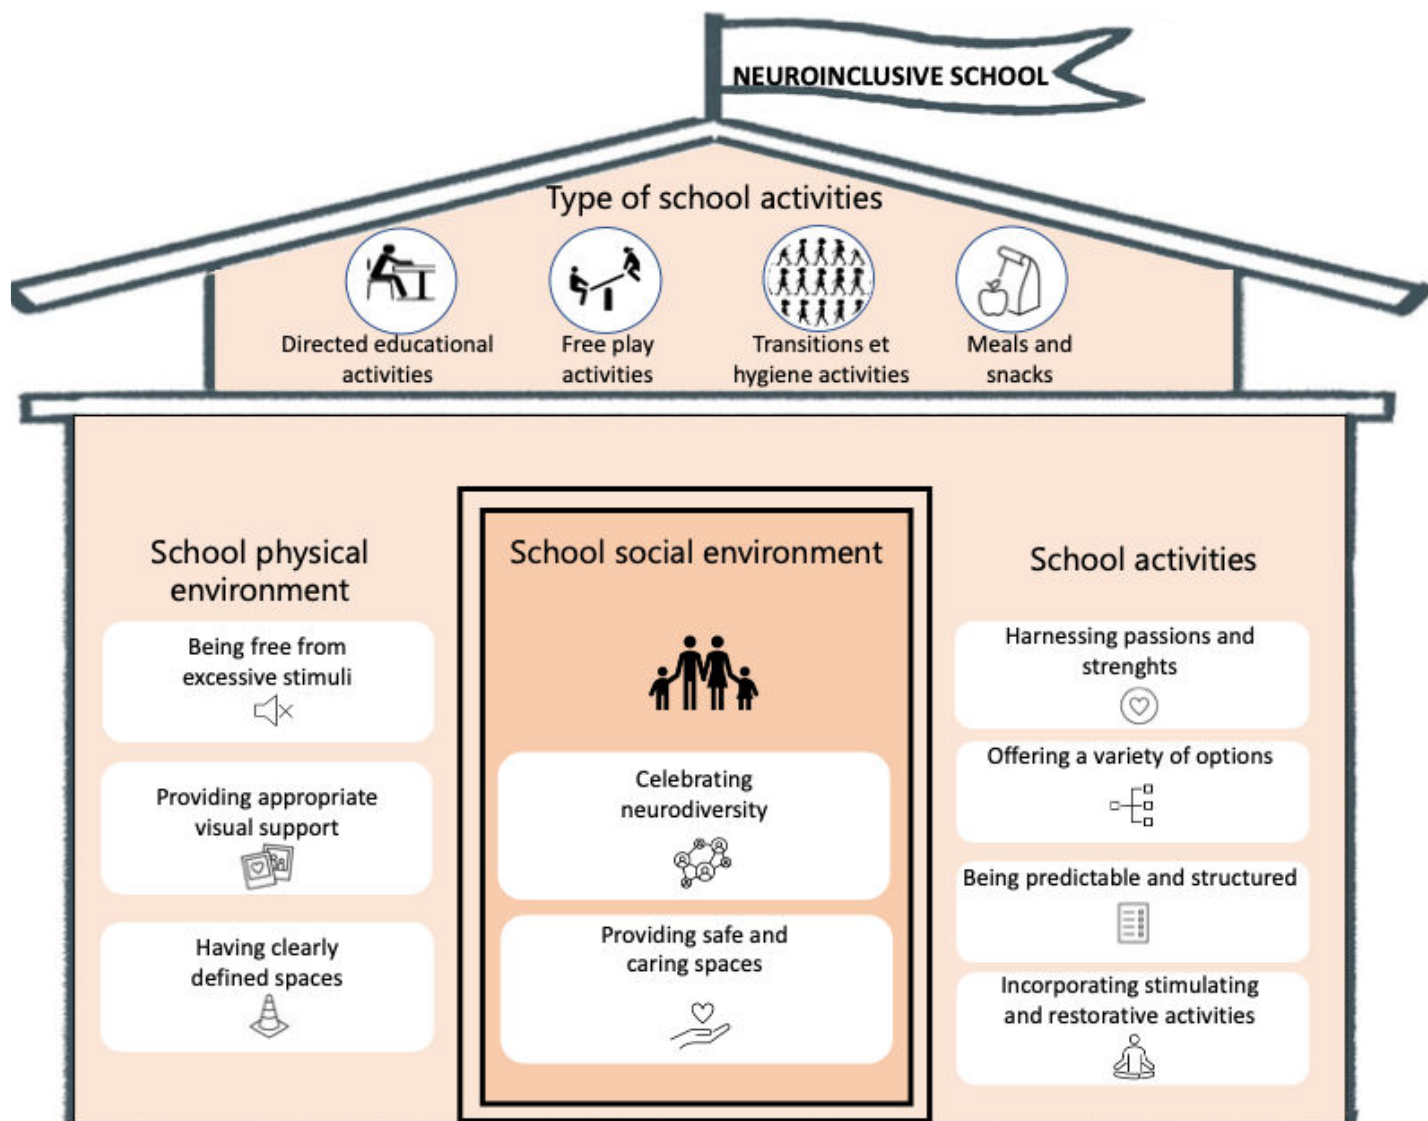 NEUROINCLUSIVE SCHOOL
Type of school activities
Directed educational
activities
Free play
activities
Transitions et
hygiene activities
Meals and
snacks
School physical
environment
Being free from
excessive stimuli
Providing appropriate
visual support
Having clearly
defined spaces
School social environment
Celebrating
neurodiversity
Providing safe and
caring spaces
School activities
Harnessing passions and
strenghts
Offering a variety of options
Being predictable and structured
Incorporating stimulating
and restorative activities